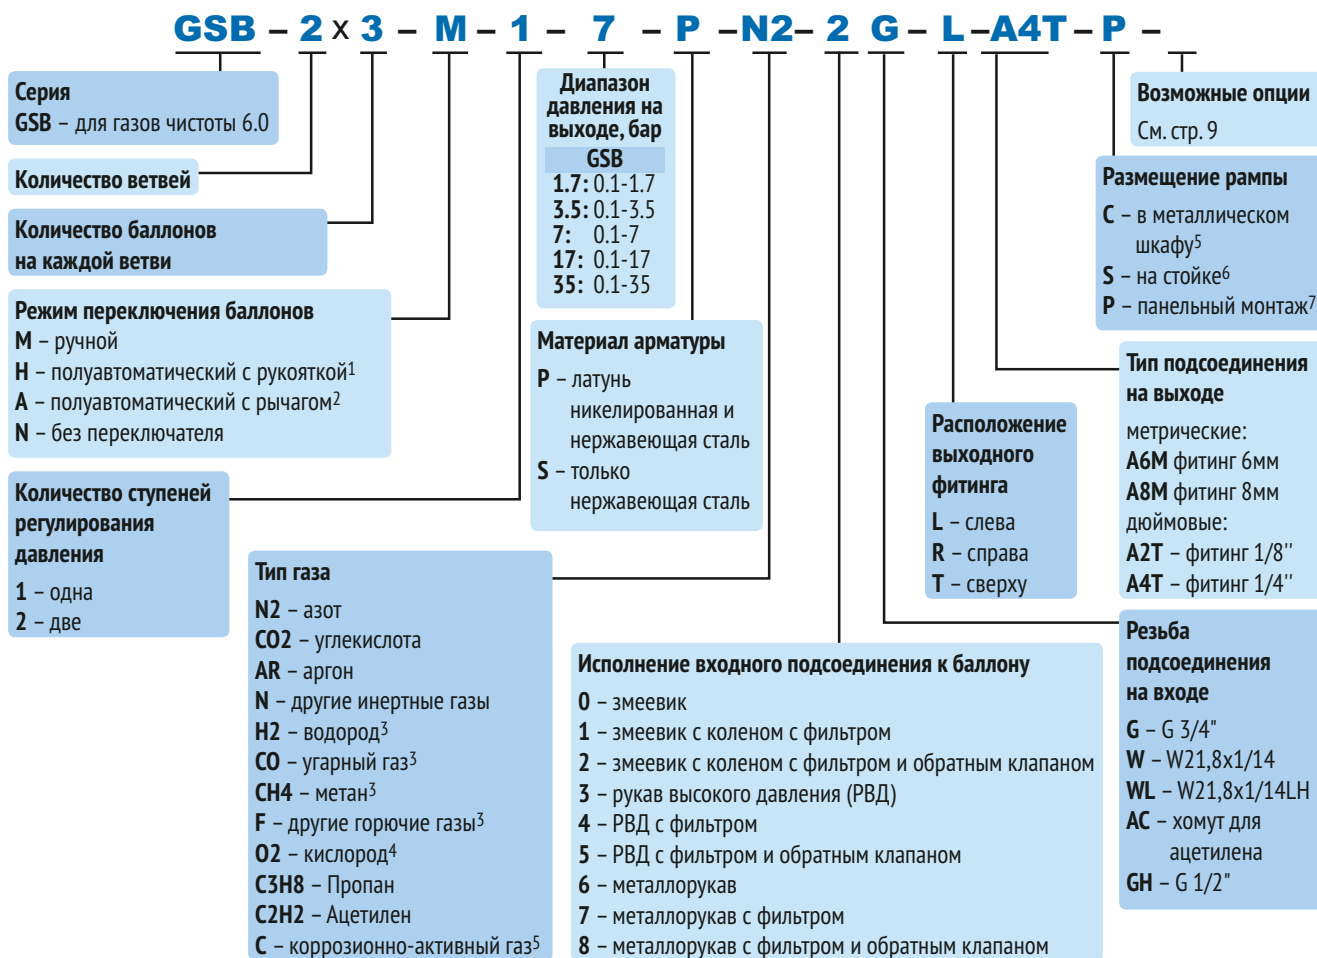 GSB – 2 x 3 – M – 1 – 7 – P – N2 – 2 G – L – A4T – P –
Серия
GSB – для газов чистоты 6.0
Количество ветвей
Количество баллонов
на каждой ветви
Режим переключения баллонов
M – ручной
H – полуавтоматический с рукояткой1
A – полуавтоматический с рычагом2
N – без переключателя
Количество ступеней
регулирования
давления
1 – одна
2 – две
Диапазон
давления на
выходе, бар
GSB
1.7: 0.1-1.7
3.5: 0.1-3.5
7: 0.1-7
17: 0.1-17
35: 0.1-35
Материал арматуры
P – латунь
никелированная и
нержавеющая сталь
S – только
нержавеющая сталь
Тип газа
N2 – азот
CO2 – углекислота
AR – аргон
N – другие инертные газы
H2 – водород3
CO – угарный газ3
CH4 – метан3
F – другие горючие газы3
O2 – кислород4
C3H8 – Пропан
C2H2 – Ацетилен
C – коррозионно-активный газ5
Исполнение входного подсоединения к баллону
0 – змеевик
1 – змеевик с коленом с фильтром
2 – змеевик с коленом с фильтром и обратным клапаном
3 – рукав высокого давления (РВД)
4 – РВД с фильтром
5 – РВД с фильтром и обратным клапаном
6 – металлорукав
7 – металлорукав с фильтром
8 – металлорукав с фильтром и обратным клапаном
Резьба
подсоединения
на входе
G – G 3/4"
W – W21,8x1/14
WL – W21,8x1/14LH
AC – хомут для
ацетилена
GH – G 1/2"
Расположение
выходного
фитинга
L – слева
R – справа
T – сверху
Тип подсоединения
на выходе
метрические:
A6M фитинг 6мм
A8M фитинг 8мм
дюймовые:
A2T – фитинг 1/8''
A4T – фитинг 1/4''
Размещение рампы
C – в металлическом
шкафу5
S – на стойке6
P – панельный монтаж7
Возможные опции
См. стр. 9